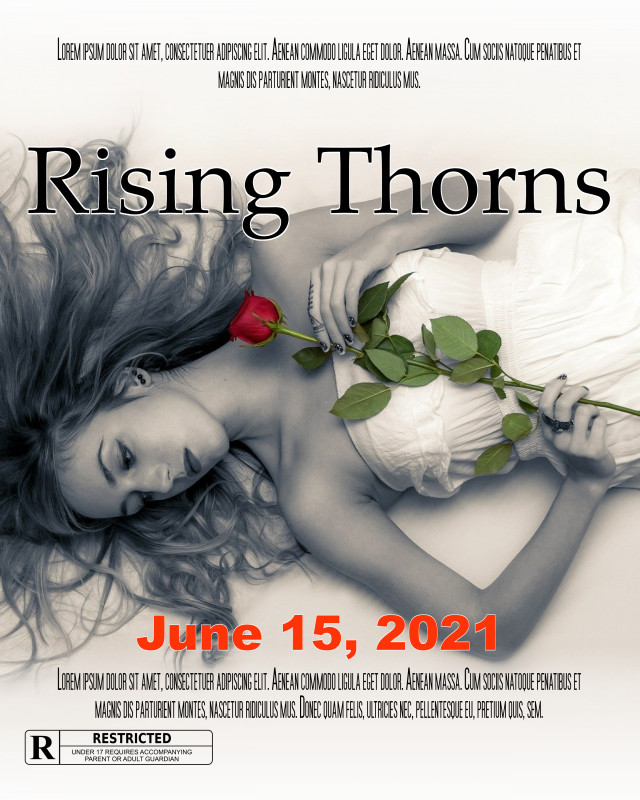 Lorem ipsum dolor sit amet, consectetuer adipiscing elit. Aenean commodo ligula eget dolor. Aenean massa. Cum sociis natoque penatibus et
magnis dis parturient montes, nascetur ridiculus mus.
Rising Thorns
June 15, 2021
Lorem ipsum dolor sit amet, consectetuer adipiscing elit. Aenean commodo ligula eget dolor. Aenean massa. Cum sociis natoque penatibus et
magnis dis parturient montes, nascetur ridiculus mus. Donec quam felis, ultricies nec, pellentesque eu, pretium quis, sem.
R RESTRICTED
UNDER 17 REQUIRES ACCOMPANYING
PARENT OR ADULT GUARDIAN